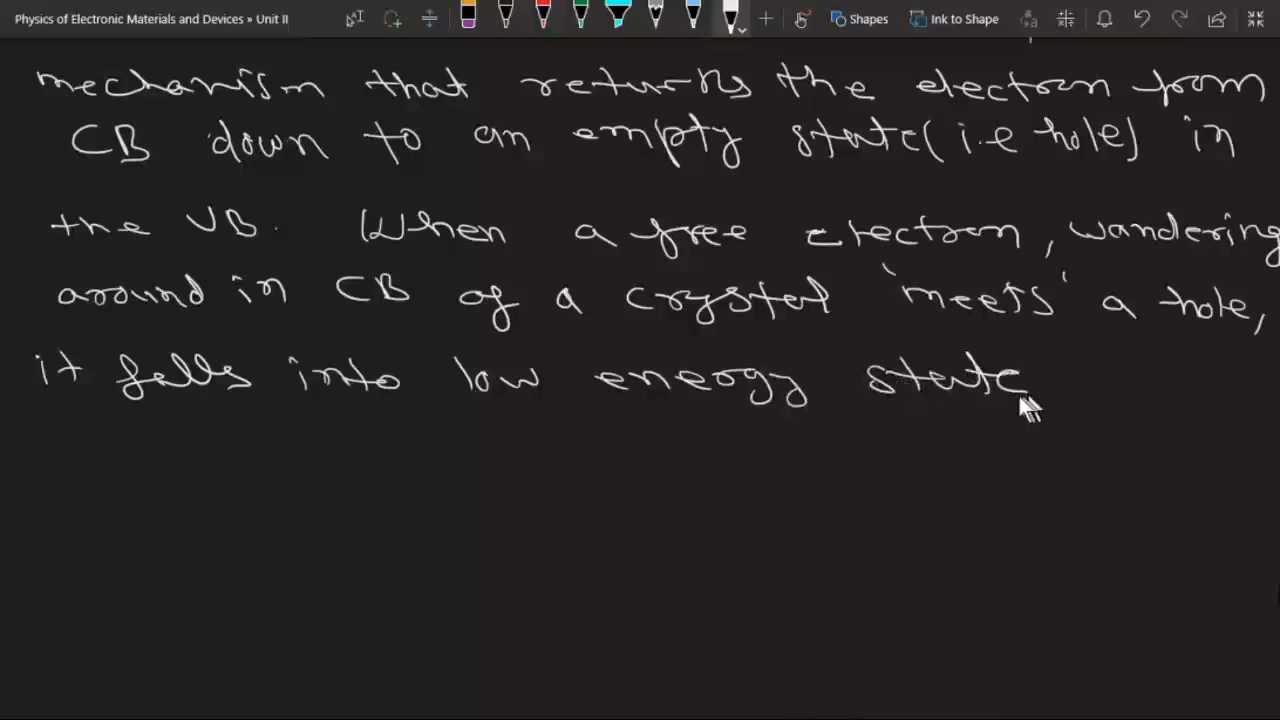 Physics of Electronic Materials and Devices » Unit II
Shapes
Ink to Shape
mechanism that returns the electron from
CB down to an empty state (i.e hole) in
the VB. When a free electron, wandering
around in CB of a crystal 'meets' a hole,
it falls into low energy state